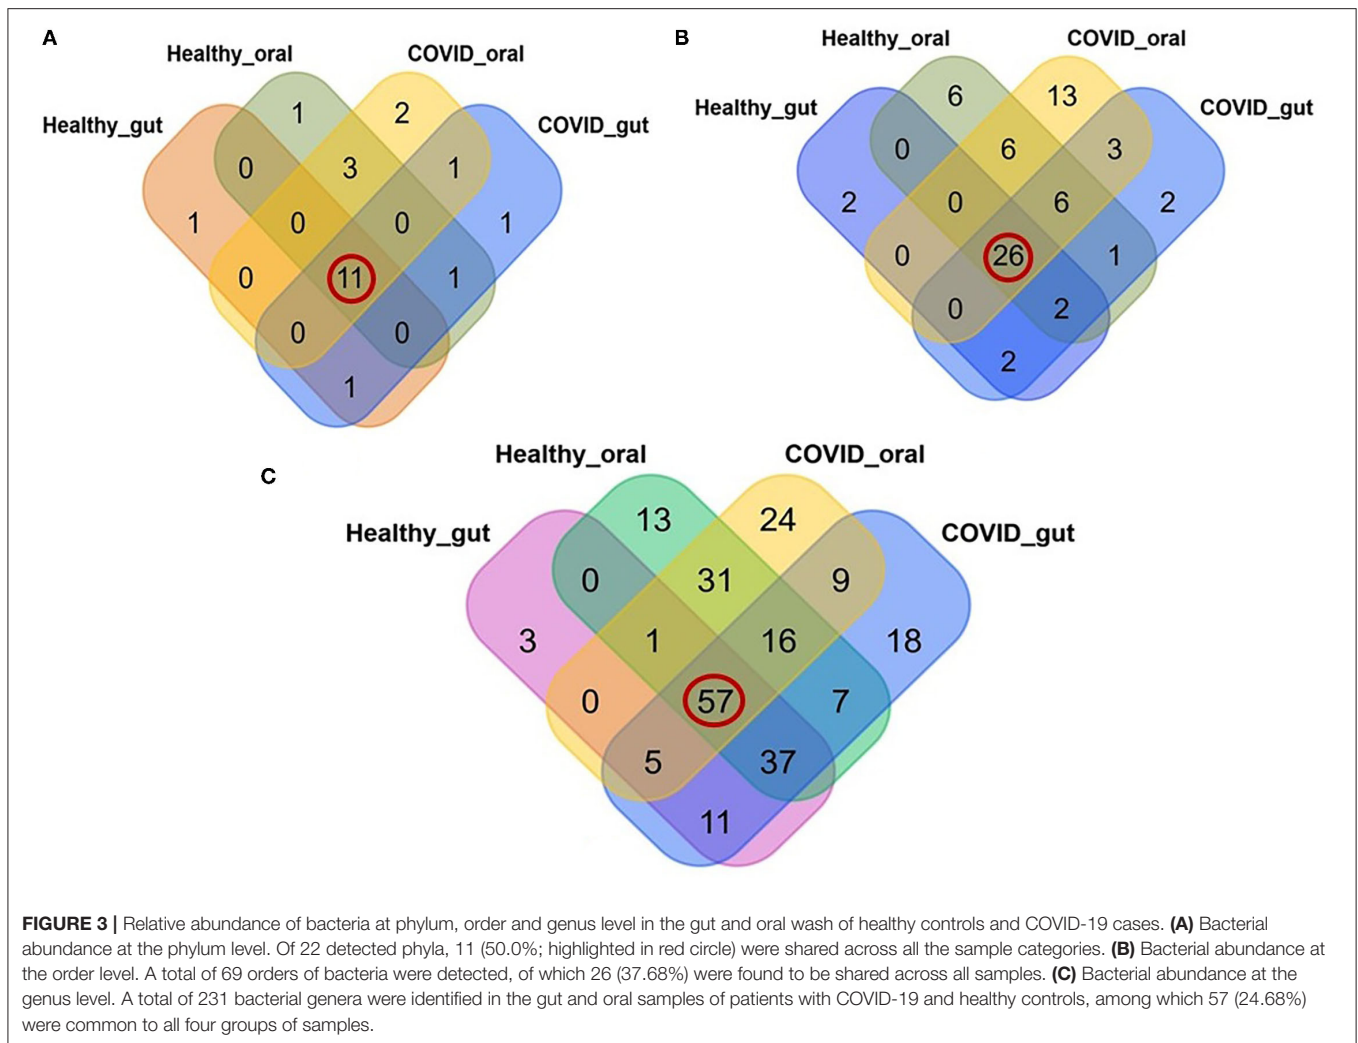 A
Healthy_oral
COVID_oral
Healthy_gut
COVID_gut
1
2
0
3
1
1
0
0
1
0
11
1
0
0
1
B
Healthy_oral
COVID_oral
Healthy_gut
COVID_gut
6
13
0
6
3
2
0
6
2
0
26
1
0
2
2
C
Healthy_oral
COVID_oral
Healthy_gut
COVID_gut
13
24
0
31
9
3
1
16
18
0
57
7
5
37
11
FIGURE 3 | Relative abundance of bacteria at phylum, order and genus level in the gut and oral wash of healthy controls and COVID-19 cases. (A) Bacterial
abundance at the phylum level. Of 22 detected phyla, 11 (50.0%; highlighted in red circle) were shared across all the sample categories. (B) Bacterial abundance at
the order level. A total of 69 orders of bacteria were detected, of which 26 (37.68%) were found to be shared across all samples. (C) Bacterial abundance at the
genus level. A total of 231 bacterial genera were identified in the gut and oral samples of patients with COVID-19 and healthy controls, among which 57 (24.68%)
were common to all four groups of samples.